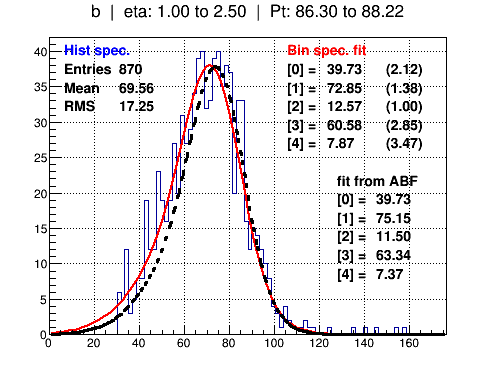 b | eta: 1.00 to 2.50 | Pt: 86.30 to 88.22
Hist spec.
Entries 870
Mean 69.56
RMS 17.25
Bin spec. fit
[0] = 39.73 (2.12)
[1] = 72.85 (1.38)
[2] = 12.57 (1.00)
[3] = 60.58 (2.85)
[4] = 7.87 (3.47)
fit from ABF
[0] = 39.73
[1] = 75.15
[2] = 11.50
[3] = 63.34
[4] = 7.37
40
35
30
25
20
15
10
5
0
0 20 40 60 80 100 120 140 160